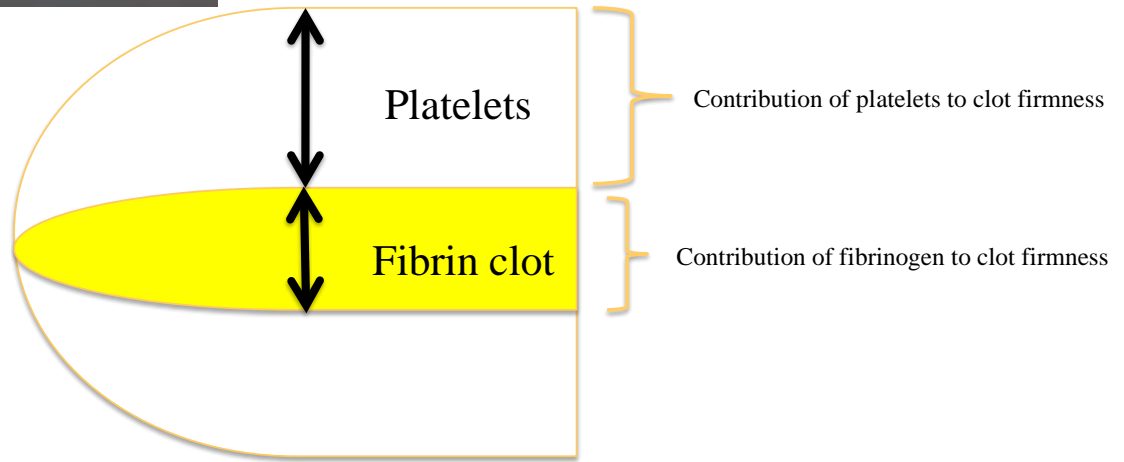 Platelets
Contribution of platelets to clot firmness
Fibrin clot
Contribution of fibrinogen to clot firmness